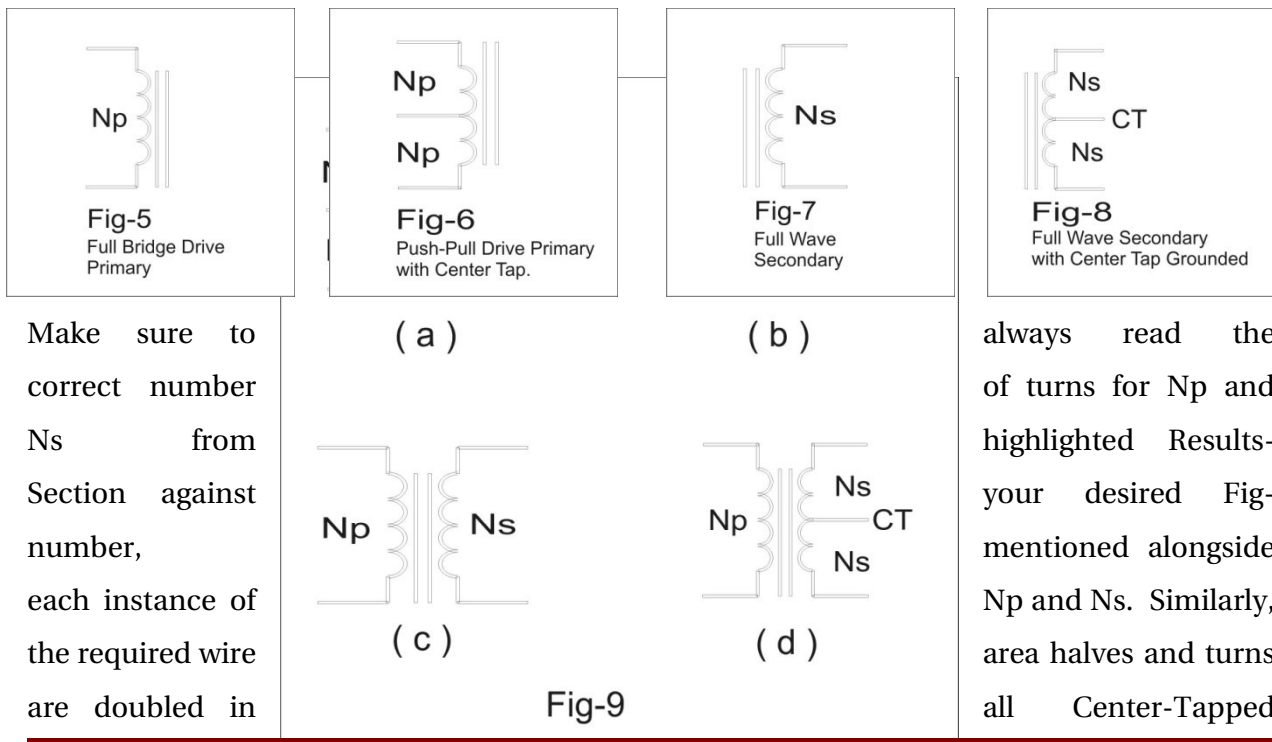 Np
Fig-5
Full Bridge Drive
Primary
Np
Np
Fig-6
Push-Pull Drive Primary
with Center Tap.
Ns
Fig-7
Full Wave
Secondary
Ns
CT
Ns
Fig-8
Full Wave Secondary
with Center Tap Grounded
Make sure to always read the
correct number of turns for Np and
Ns from highlighted Results-
Section against your desired Fig-
number, mentioned alongside
each instance of Np and Ns. Similarly,
the required wire area halves and turns
are doubled in all Center-Tapped
( a )
( b )
Np
Ns
( c )
Np
Ns
CT
Ns
( d )
Fig-9